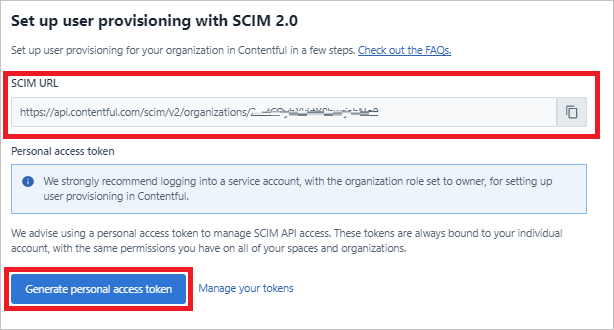 Set up user provisioning with SCIM 2.0
Set up user provisioning for your organization in Contentful in a few steps. Check out the FAQs.
SCIM URL
https://api.contentful.com/scim/v2/organizations/
Personal access token
We strongly recommend logging into a service account, with the organization role set to owner, for setting up
user provisioning in Contentful.
We advise using a personal access token to manage SCIM API access. These tokens are always bound to your individual
account, with the same permissions you have on all of your spaces and organizations.
Generate personal access token Manage your tokens